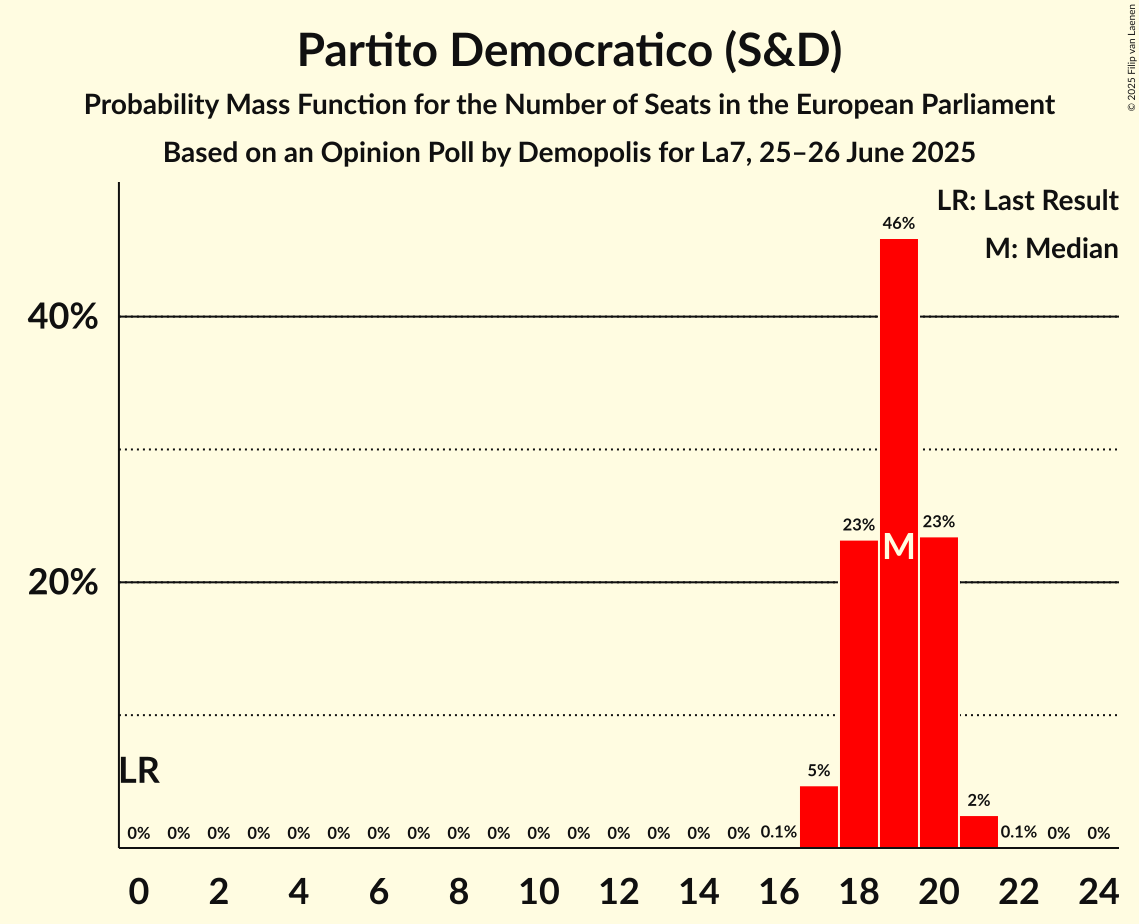 Partito Democratico (S&D)
Probability Mass Function for the Number of Seats in the European Parliament
Based on an Opinion Poll by Demopolis for La7, 25–26 June 2025
© 2025 Filip van Laenen
LR: Last Result
M: Median
46%
40%
23% 23%
M
20%
LR
5%
2%
0% 0% 0% 0% 0% 0% 0% 0% 0% 0% 0% 0% 0% 0% 0% 0% 0.1% 0.1% 0% 0%
0 2 4 6 8 10 12 14 16 18 20 22 24